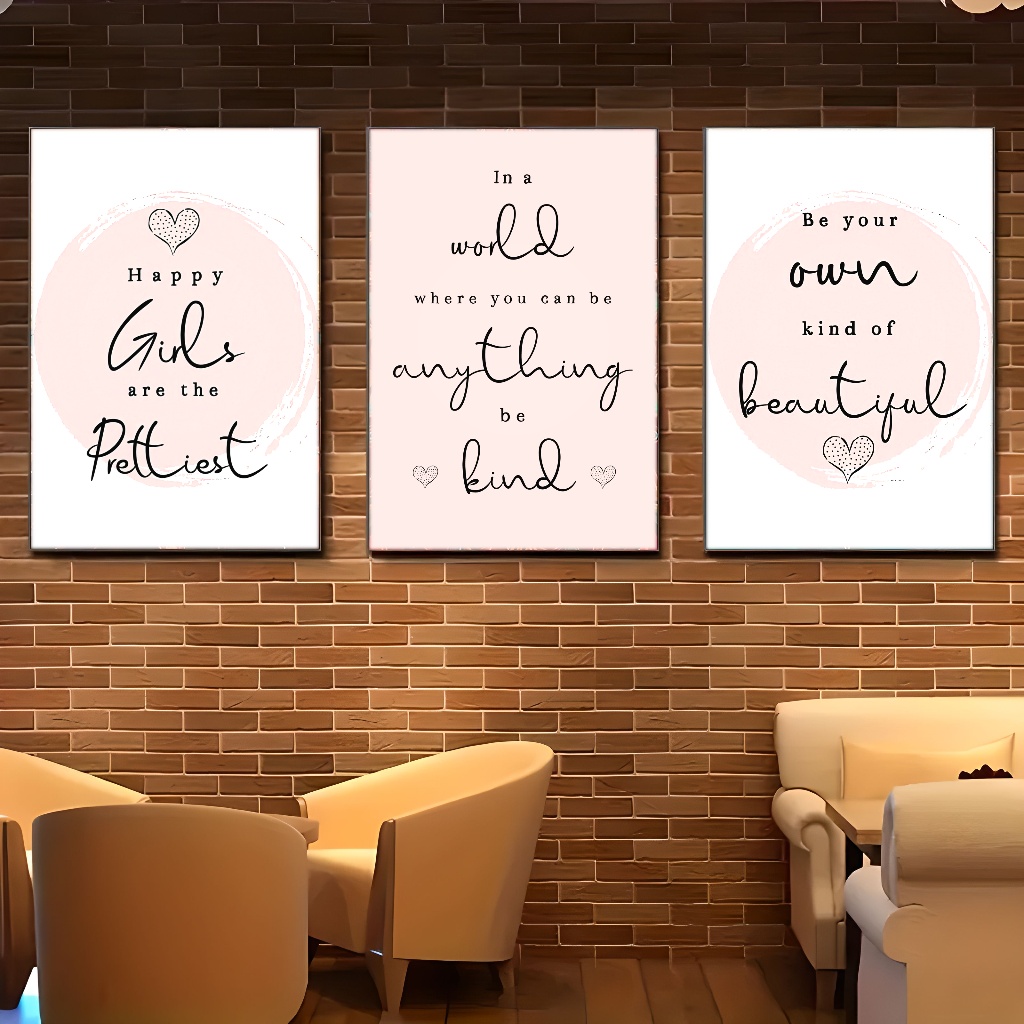 Happy
Girls
are the
Prettiest
In a
world
where you can be
anything
be
kind
Be your
own
kind of
beautiful